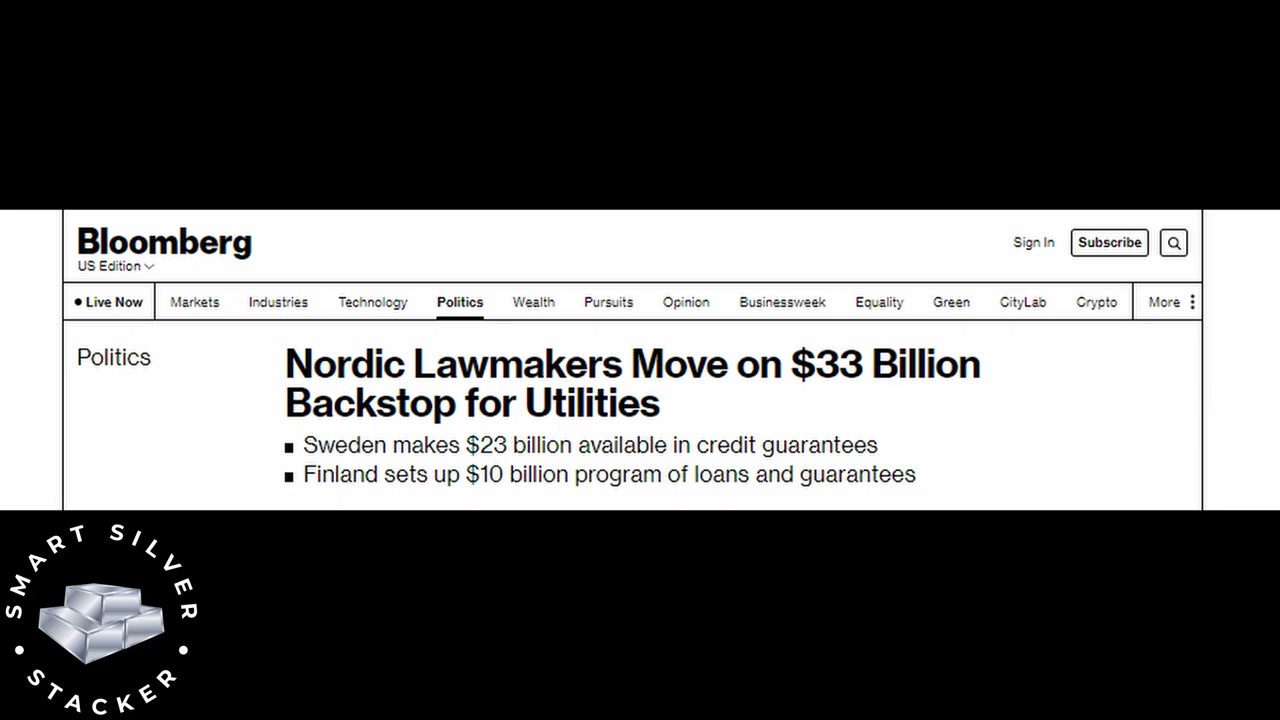 Bloomberg
Sign In
Subscribe
US Edition
Live Now
Markets
Industries
Technology
Politics
Wealth
Pursuits
Opinion
Businessweek
Equality
Green
CityLab
Crypto
More
Politics
Nordic Lawmakers Move on $33 Billion
Backstop for Utilities
Sweden makes $23 billion available in credit guarantees
Finland sets up $10 billion program of loans and guarantees
SMART SILVER
STACKER